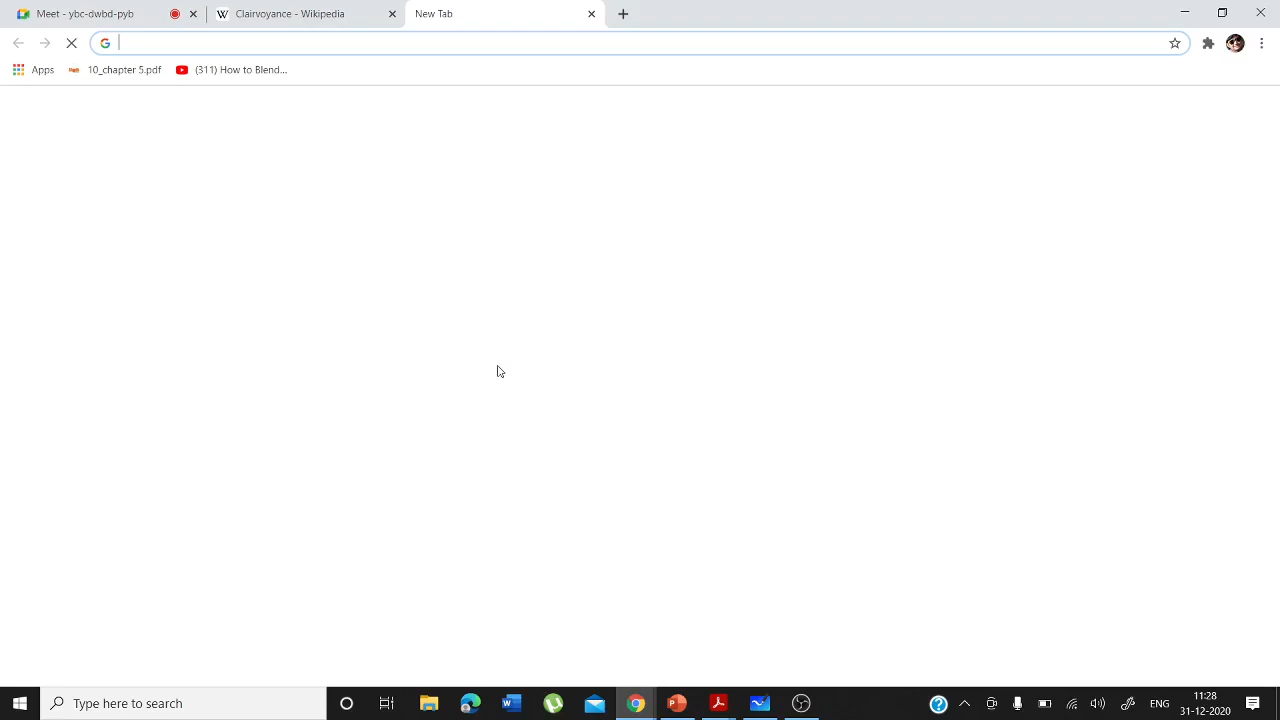 Meet - ybc-dwbd-pyb
Clairvoyance - Wikipedia
New Tab
Apps
10_chapter 5.pdf
(311) How to Blend...
Type here to search
ENG
11:28
31-12-2020